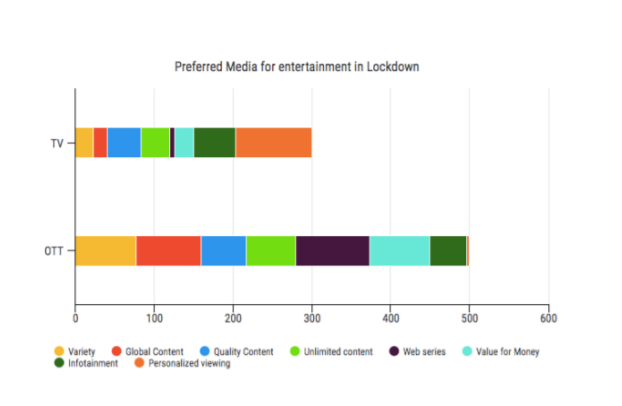 Preferred Media for entertainment in Lockdown
TV
OTT
0 100 200 300 400 500 600
Variety Global Content Quality Content Unlimited content Web series Value for Money
Infotainment Personalized viewing